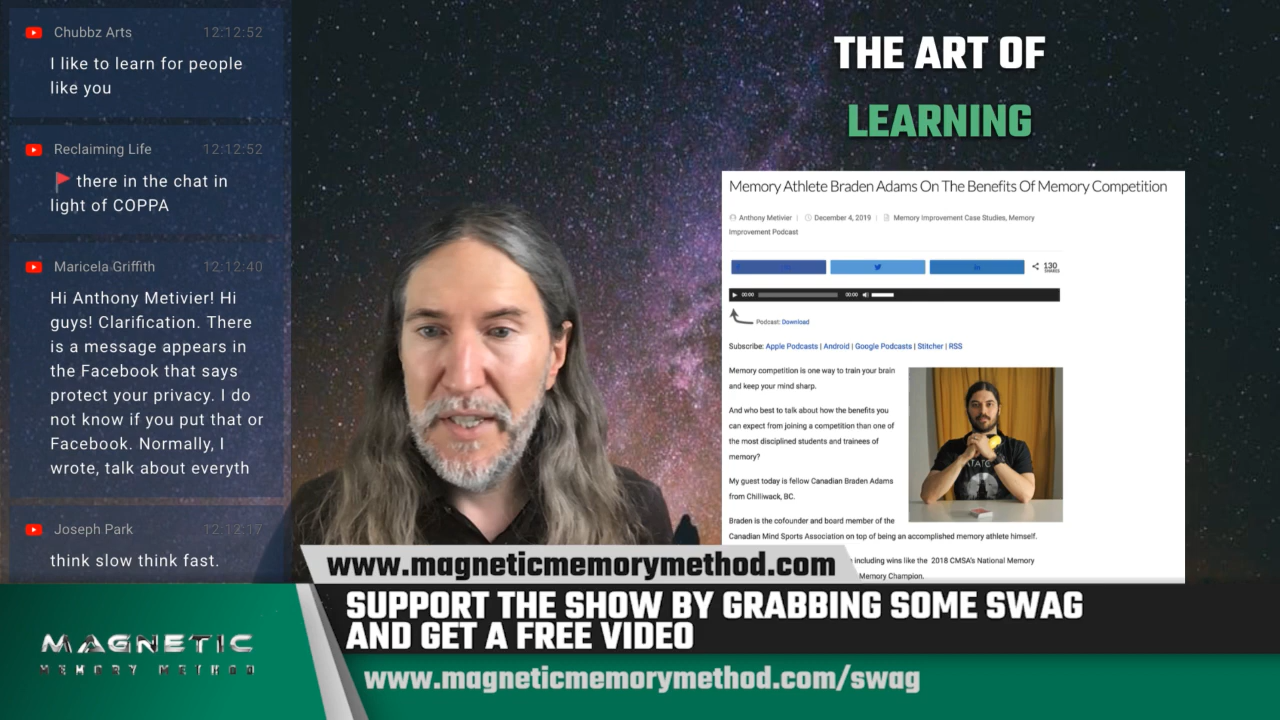 Chubbz Arts 12:12:52
I like to learn for people
like you
Reclaiming Life 12:12:52
🚩 there in the chat in
light of COPPA
Maricela Griffith 12:12:40
Hi Anthony Metivier! Hi
is a message appears in
the Facebook that says
protect your privacy. I do
not know if you put that or
Facebook. Normally, I
wrote, talk about everyth
Joseph Park 12:12:17
think slow think fast.
THE ART OF
LEARNING
Memory Athlete Braden Adams On The Benefits Of Memory Competition
Anthony Metivier | December 4, 2019 | Memory Improvement Case Studies, Memory
Improvement Podcast
130
SHARES
00:00 00:00
Podcast: Download
Subscribe: Apple Podcasts | Android | Google Podcasts | Stitcher | RSS
Memory competition is one way to train your brain
and keep your mind sharp.
And who best to talk about how the benefits you
can expect from joining a competition than one of
the most disciplined students and trainees of
memory?
My guest today is fellow Canadian Braden Adams
from Chilliwack, BC.
Braden is the cofounder and board member of the
Canadian Mind Sports Association on top of being an accomplished memory athlete himself.
including wins like the 2018 CMSA's National Memory
Memory Champion.
www.magneticmemorymethod.com
SUPPORT THE SHOW BY GRABBING SOME SWAG
AND GET A FREE VIDEO
www.magneticmemorymethod.com/swag
MAGNETIC
MEMORY METHOD